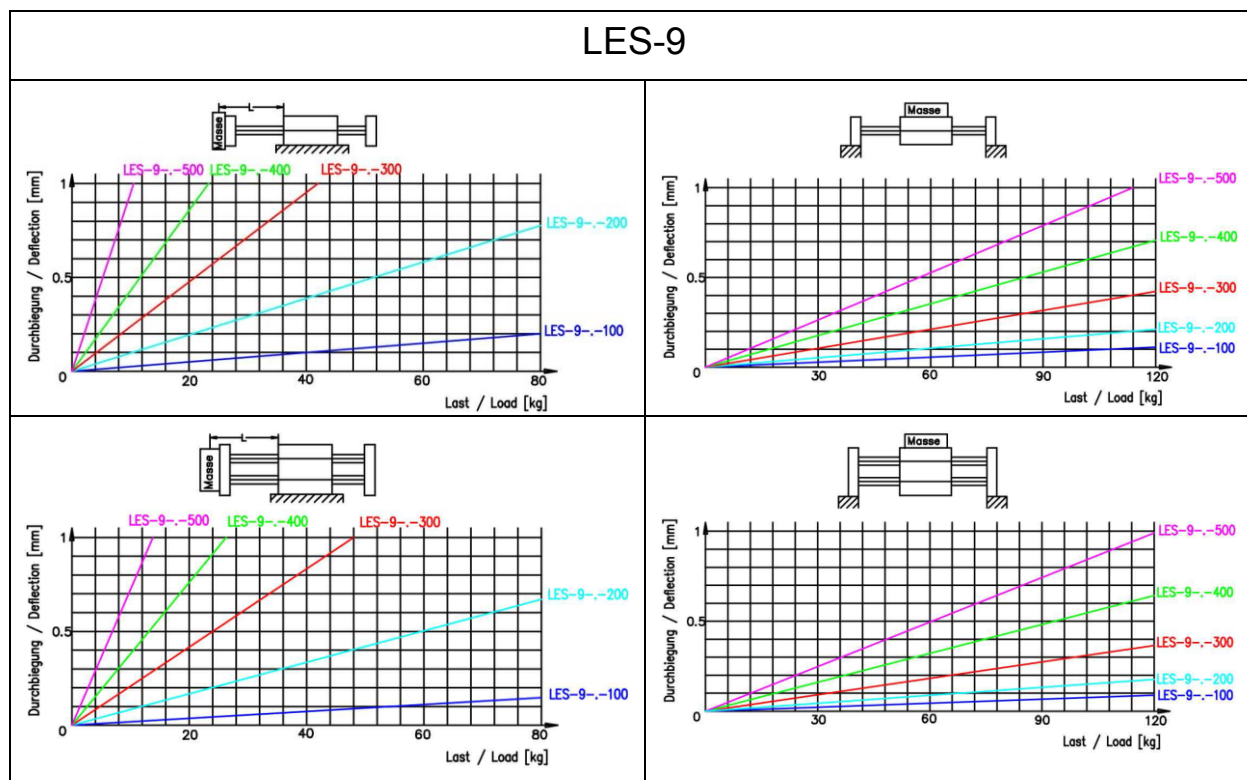 LES-9
L
Masse
LES-9-.-500 LES-9-.-400 LES-9-.-300
Durchbiegung / Deflection [mm]
1
LES-9-.-200
0.5
LES-9-.-100
0 20 40 60 80
Last / Load [kg]
Masse
Durchbiegung / Deflection [mm]
1
LES-9-.-500
LES-9-.-400
0.5
LES-9-.-300
LES-9-.-200
LES-9-.-100
0 30 60 90 120
Last / Load [kg]
L
Masse
LES-9-.-500 LES-9-.-400 LES-9-.-300
Durchbiegung / Deflection [mm]
1
LES-9-.-200
0.5
LES-9-.-100
0 20 40 60 80
Last / Load [kg]
Masse
Durchbiegung / Deflection [mm]
1
LES-9-.-500
LES-9-.-400
0.5
LES-9-.-300
LES-9-.-200
LES-9-.-100
0 30 60 90 120
Last / Load [kg]